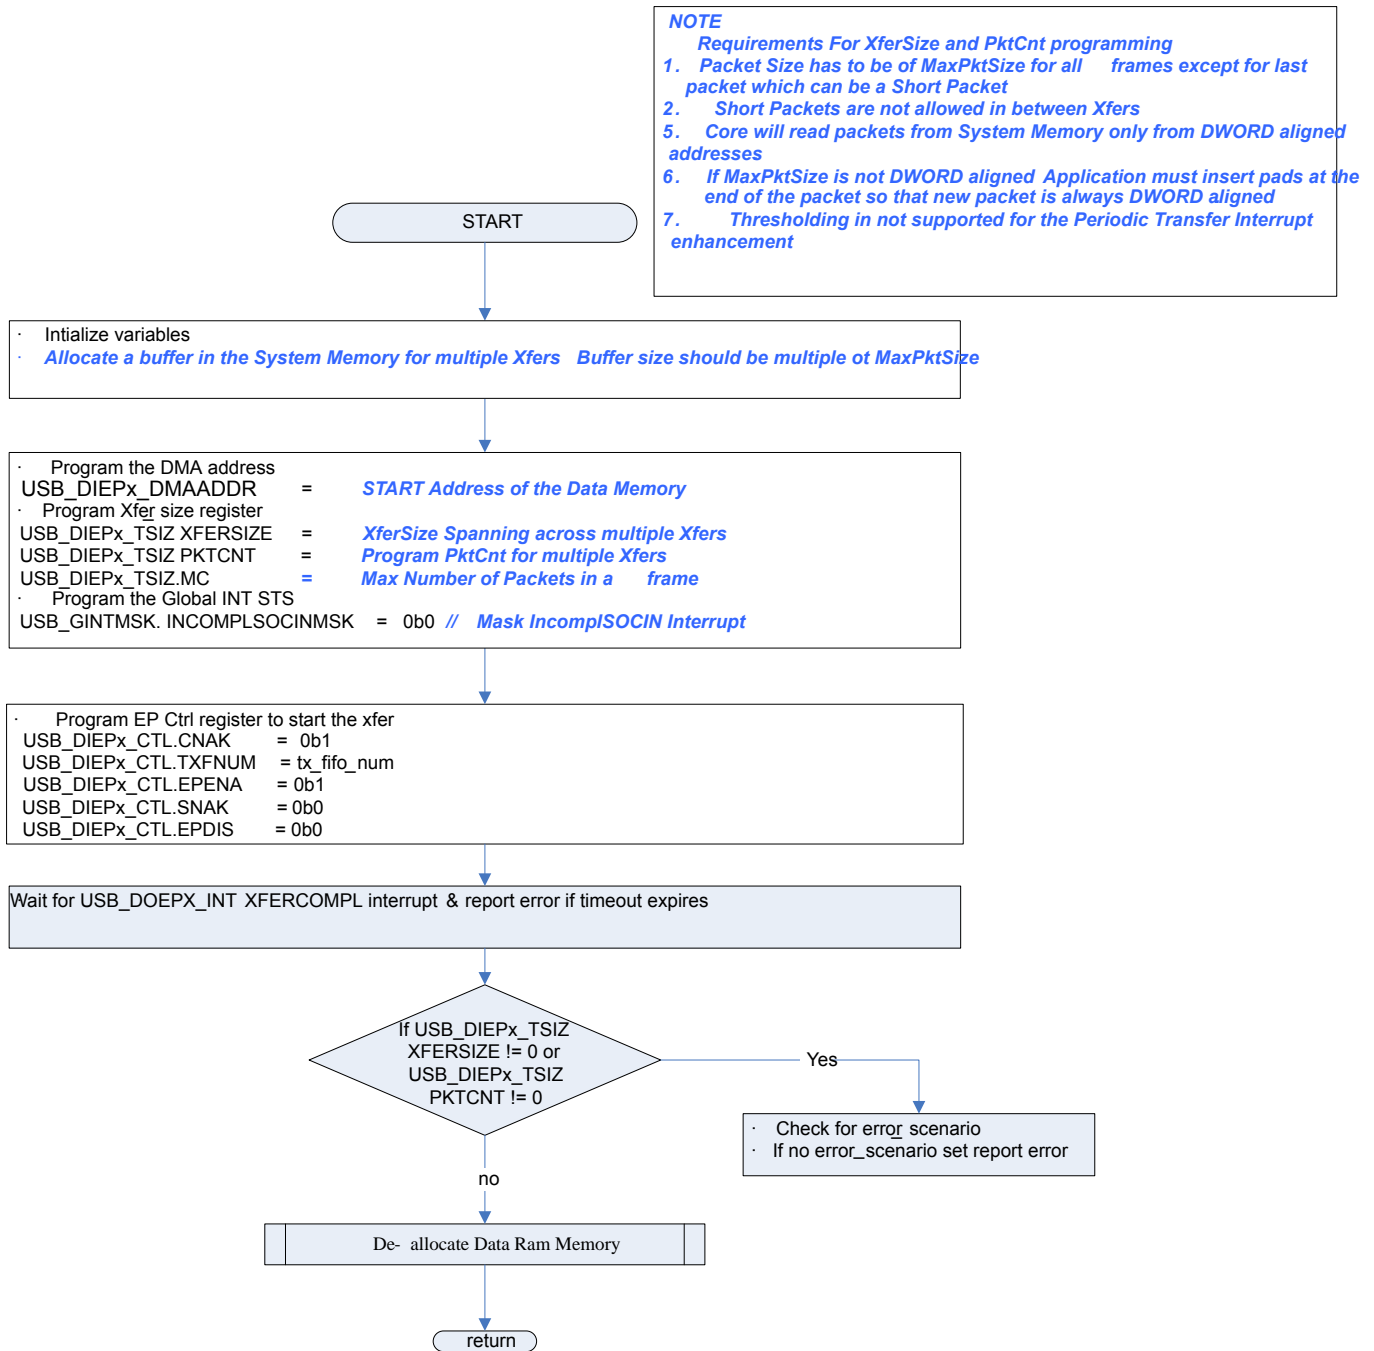 NOTE
Requirements For XferSize and PktCnt programming
1. Packet Size has to be of MaxPktSize for all frames except for last
packet which can be a Short Packet
2. Short Packets are not allowed in between Xfers
5. Core will read packets from System Memory only from DWORD aligned
addresses
6. If MaxPktSize is not DWORD aligned Application must insert pads at the
end of the packet so that new packet is always DWORD aligned
7. Thresholding in not supported for the Periodic Transfer Interrupt
enhancement
START
· Intialize variables
· Allocate a buffer in the System Memory for multiple Xfers Buffer size should be multiple ot MaxPktSize
· Program the DMA address
USB_DIEPx_DMAADDR = START Address of the Data Memory
· Program Xfer size register
USB_DIEPx_TSIZ XFERSIZE = XferSize Spanning across multiple Xfers
USB_DIEPx_TSIZ PKTCNT = Program PktCnt for multiple Xfers
USB_DIEPx_TSIZ.MC = Max Number of Packets in a frame
· Program the Global INT STS
USB_GINTMSK. INCOMPLSOCINMSK = 0b0 // Mask IncompISOCIN Interrupt
· Program EP Ctrl register to start the xfer
USB_DIEPx_CTL.CNAK = 0b1
USB_DIEPx_CTL.TXFNUM = tx_fifo_num
USB_DIEPx_CTL.EPENA = 0b1
USB_DIEPx_CTL.SNAK = 0b0
USB_DIEPx_CTL.EPDIS = 0b0
Wait for USB_DOEPX_INT XFERCOMPL interrupt & report error if timeout expires
If USB_DIEPx_TSIZ
XFERSIZE != 0 or
USB_DIEPx_TSIZ
PKTCNT != 0
Yes
· Check for error_scenario
· If no error_scenario set report error
no
De- allocate Data Ram Memory
return